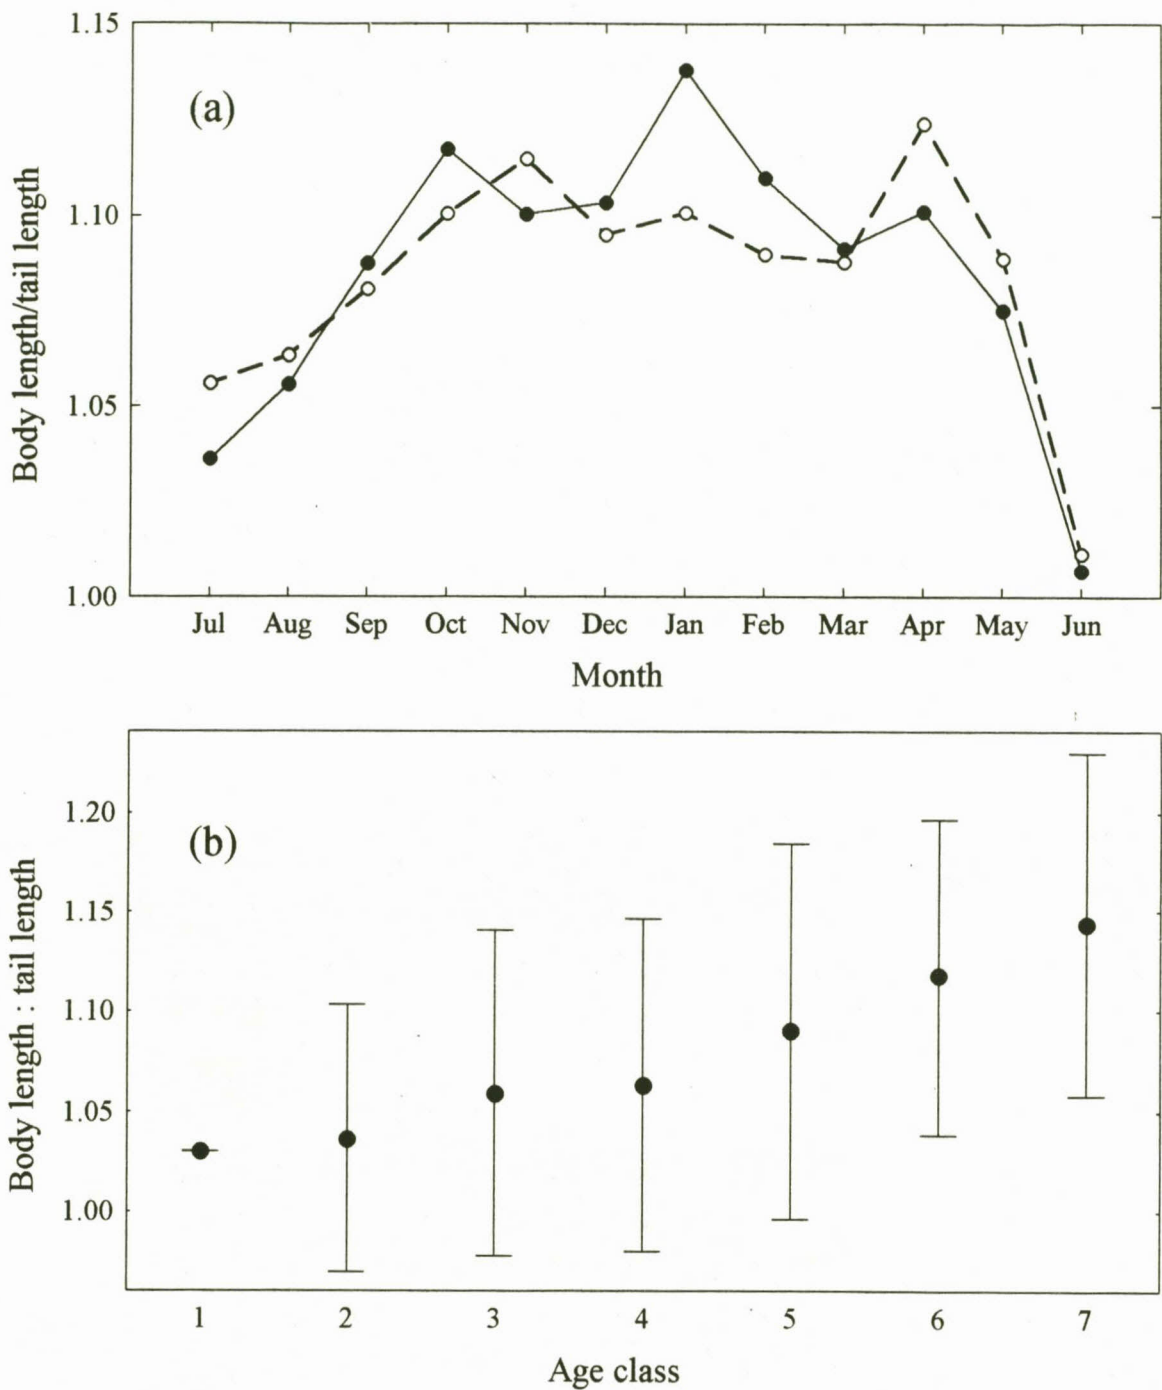 1.15
(a)
1.10
1.05
1.00
Body length/tail length
Jul Aug Sep Oct Nov Dec Jan Feb Mar Apr May Jun
Month
1.20
(b)
1.15
1.10
1.05
1.00
Body length : tail length
1 2 3 4 5 6 7
Age class